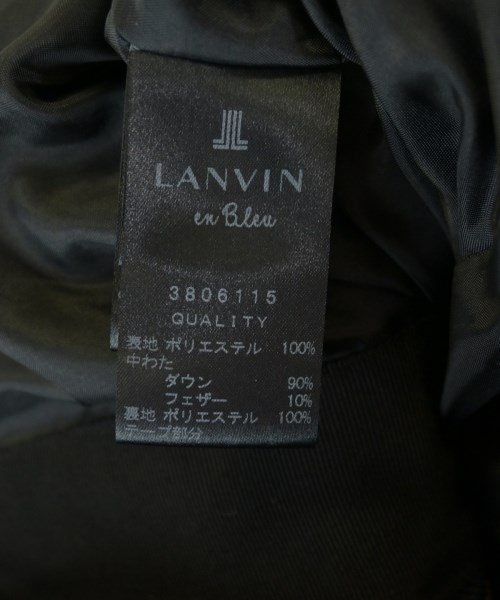 LANVIN
en Bleu
3806115
QUALITY
表地 ポリエステル 100%
中わた
ダウン 90%
フェザー 10%
裏地 ポリエステル 100%
テープ部分